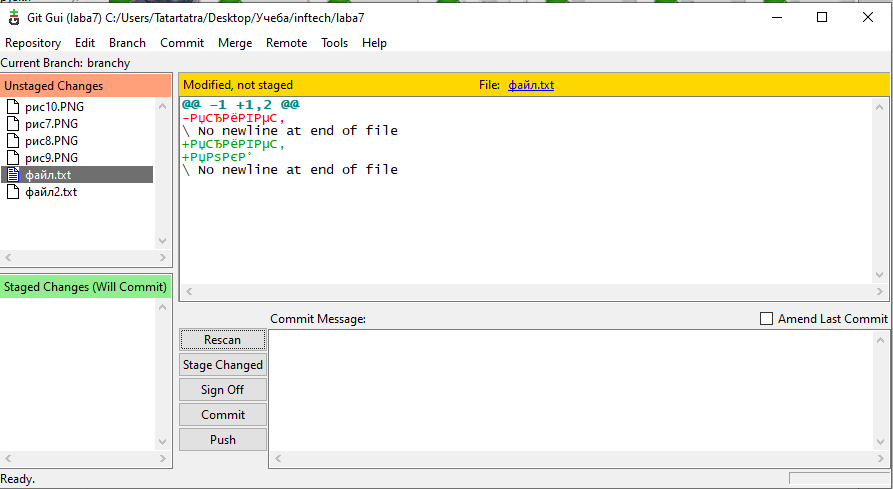 Git Gui (laba7) C:/Users/Tatartatra/Desktop/Учеба/inftech/laba7
Repository Edit Branch Commit Merge Remote Tools Help
Current Branch: branchy
Unstaged Changes
рис10.PNG
рис7.PNG
рис8.PNG
рис9.PNG
файл.txt
файл2.txt
Staged Changes (Will Commit)
Modified, not staged File: файл.txt
@@ -1 +1,2 @@
-РџСЂРёРІРµС‚
\ No newline at end of file
+РџРѕРєР°
\ No newline at end of file
Commit Message:
Amend Last Commit
Rescan
Stage Changed
Sign Off
Commit
Push
Ready.